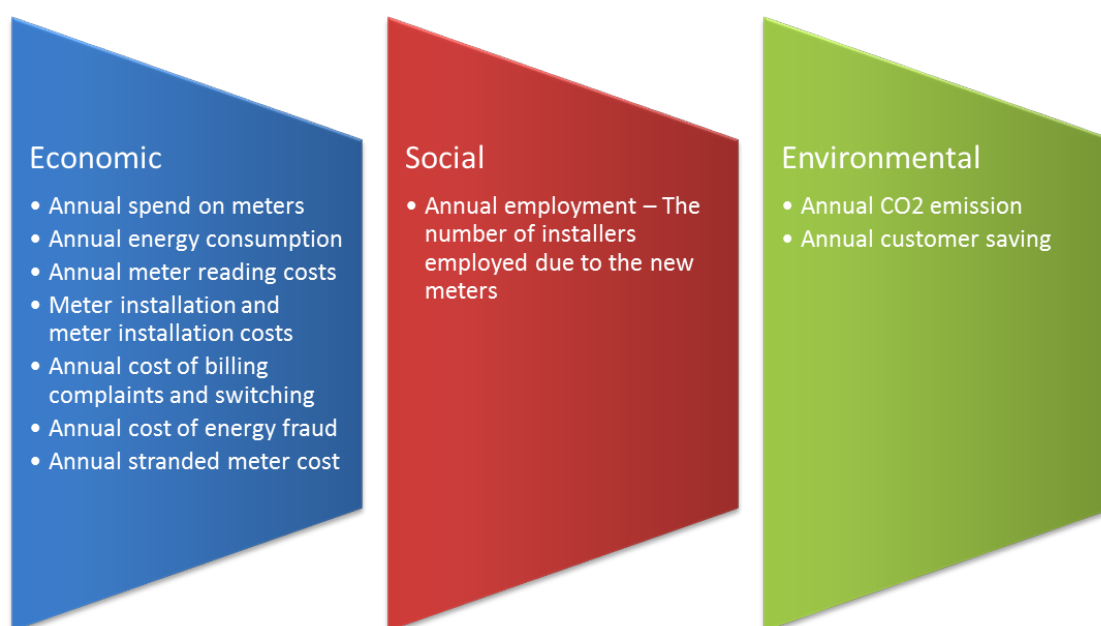 Economic
• Annual spend on meters
• Annual energy consumption
• Annual meter reading costs
• Meter installation and
meter installation costs
• Annual cost of billing
complaints and switching
• Annual cost of energy fraud
• Annual stranded meter cost
Social
• Annual employment – The
number of installers
employed due to the new
meters
Environmental
• Annual CO2 emission
• Annual customer saving